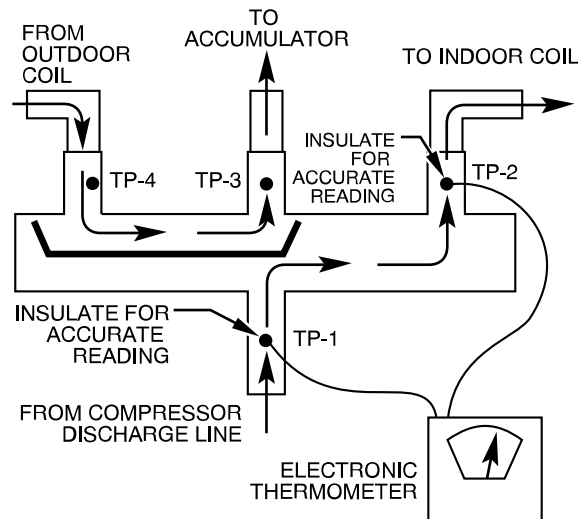 FROM
OUTDOOR
COIL
TO
ACCUMULATOR
TO INDOOR COIL
INSULATE
FOR
ACCURATE
READING
TP-4
TP-3
TP-2
INSULATE FOR
ACCURATE
READING
TP-1
FROM COMPRESSOR
DISCHARGE LINE
ELECTRONIC
THERMOMETER